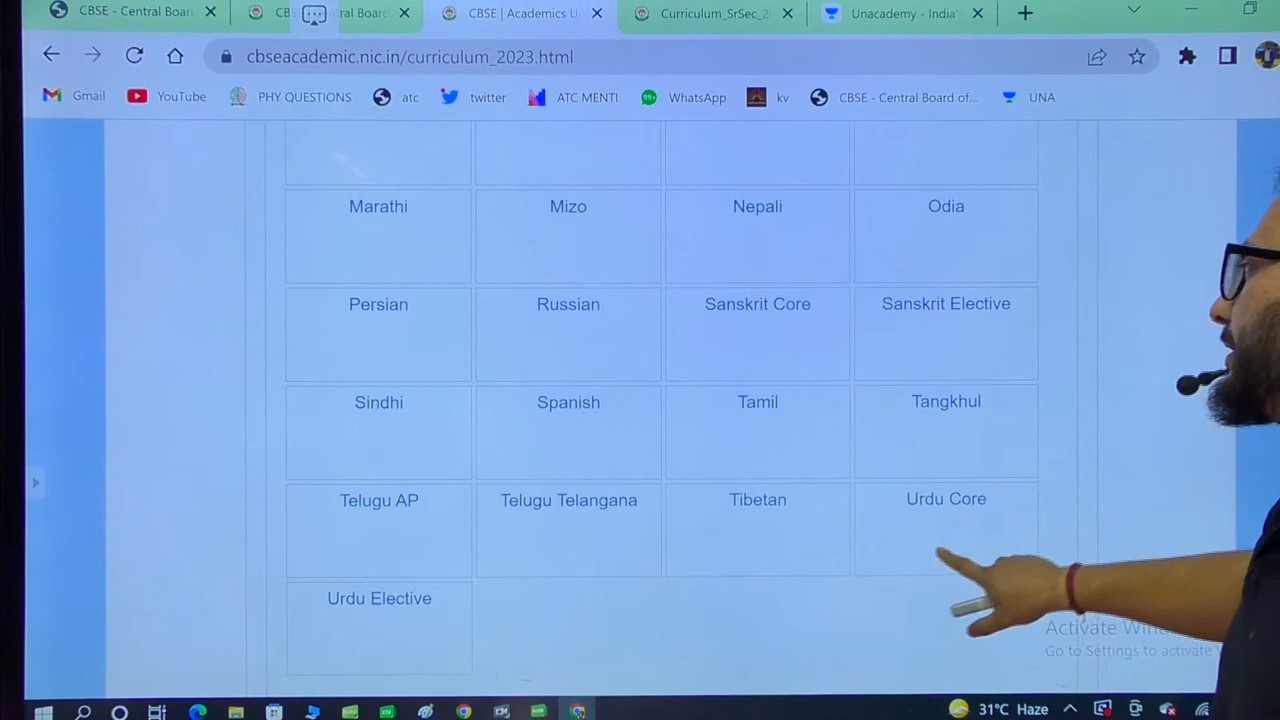 CBSE - Central Board
CBSE | Academics U
Curriculum_SrSec_2
Unacademy - India'
cbseacademic.nic.in/curriculum_2023.html
Gmail YouTube PHY QUESTIONS atc twitter ATC MENTI 99+ WhatsApp kv CBSE - Central Board of... UNA
Marathi Mizo Nepali Odia
Persian Russian Sanskrit Core Sanskrit Elective
Sindhi Spanish Tamil Tangkhul
Telugu AP Telugu Telangana Tibetan Urdu Core
Urdu Elective
Activate Win
Go to Settings to activate
31°C Haze